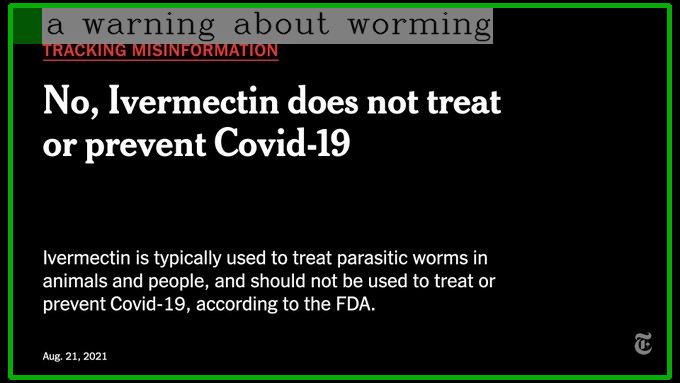 a warning about worming
TRACKING MISINFORMATION
No, Ivermectin does not treat
or prevent Covid-19
Ivermectin is typically used to treat parasitic worms in
animals and people, and should not be used to treat or
prevent Covid-19, according to the FDA.
Aug. 21, 2021
T